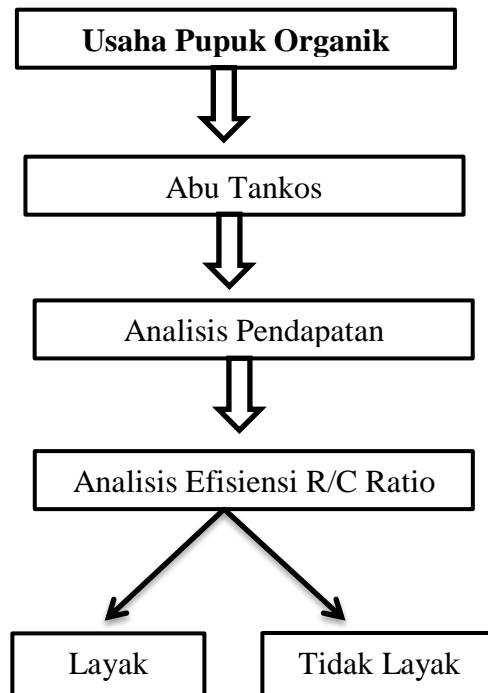 Usaha Pupuk Organik
Abu Tankos
Analisis Pendapatan
Analisis Efisiensi R/C Ratio
Layak
Tidak Layak